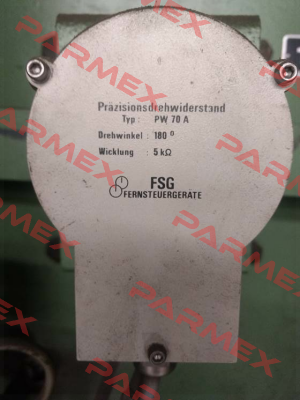 Präzisionsdrehwiderstand
Typ: PW 70 A
Drehwinkel: 180°
Wicklung: 5 kΩ
FSG
FERNSTEUERGERÄTE
PARMEX
PARMEX
PARMEX
PARMEX
PARMEX